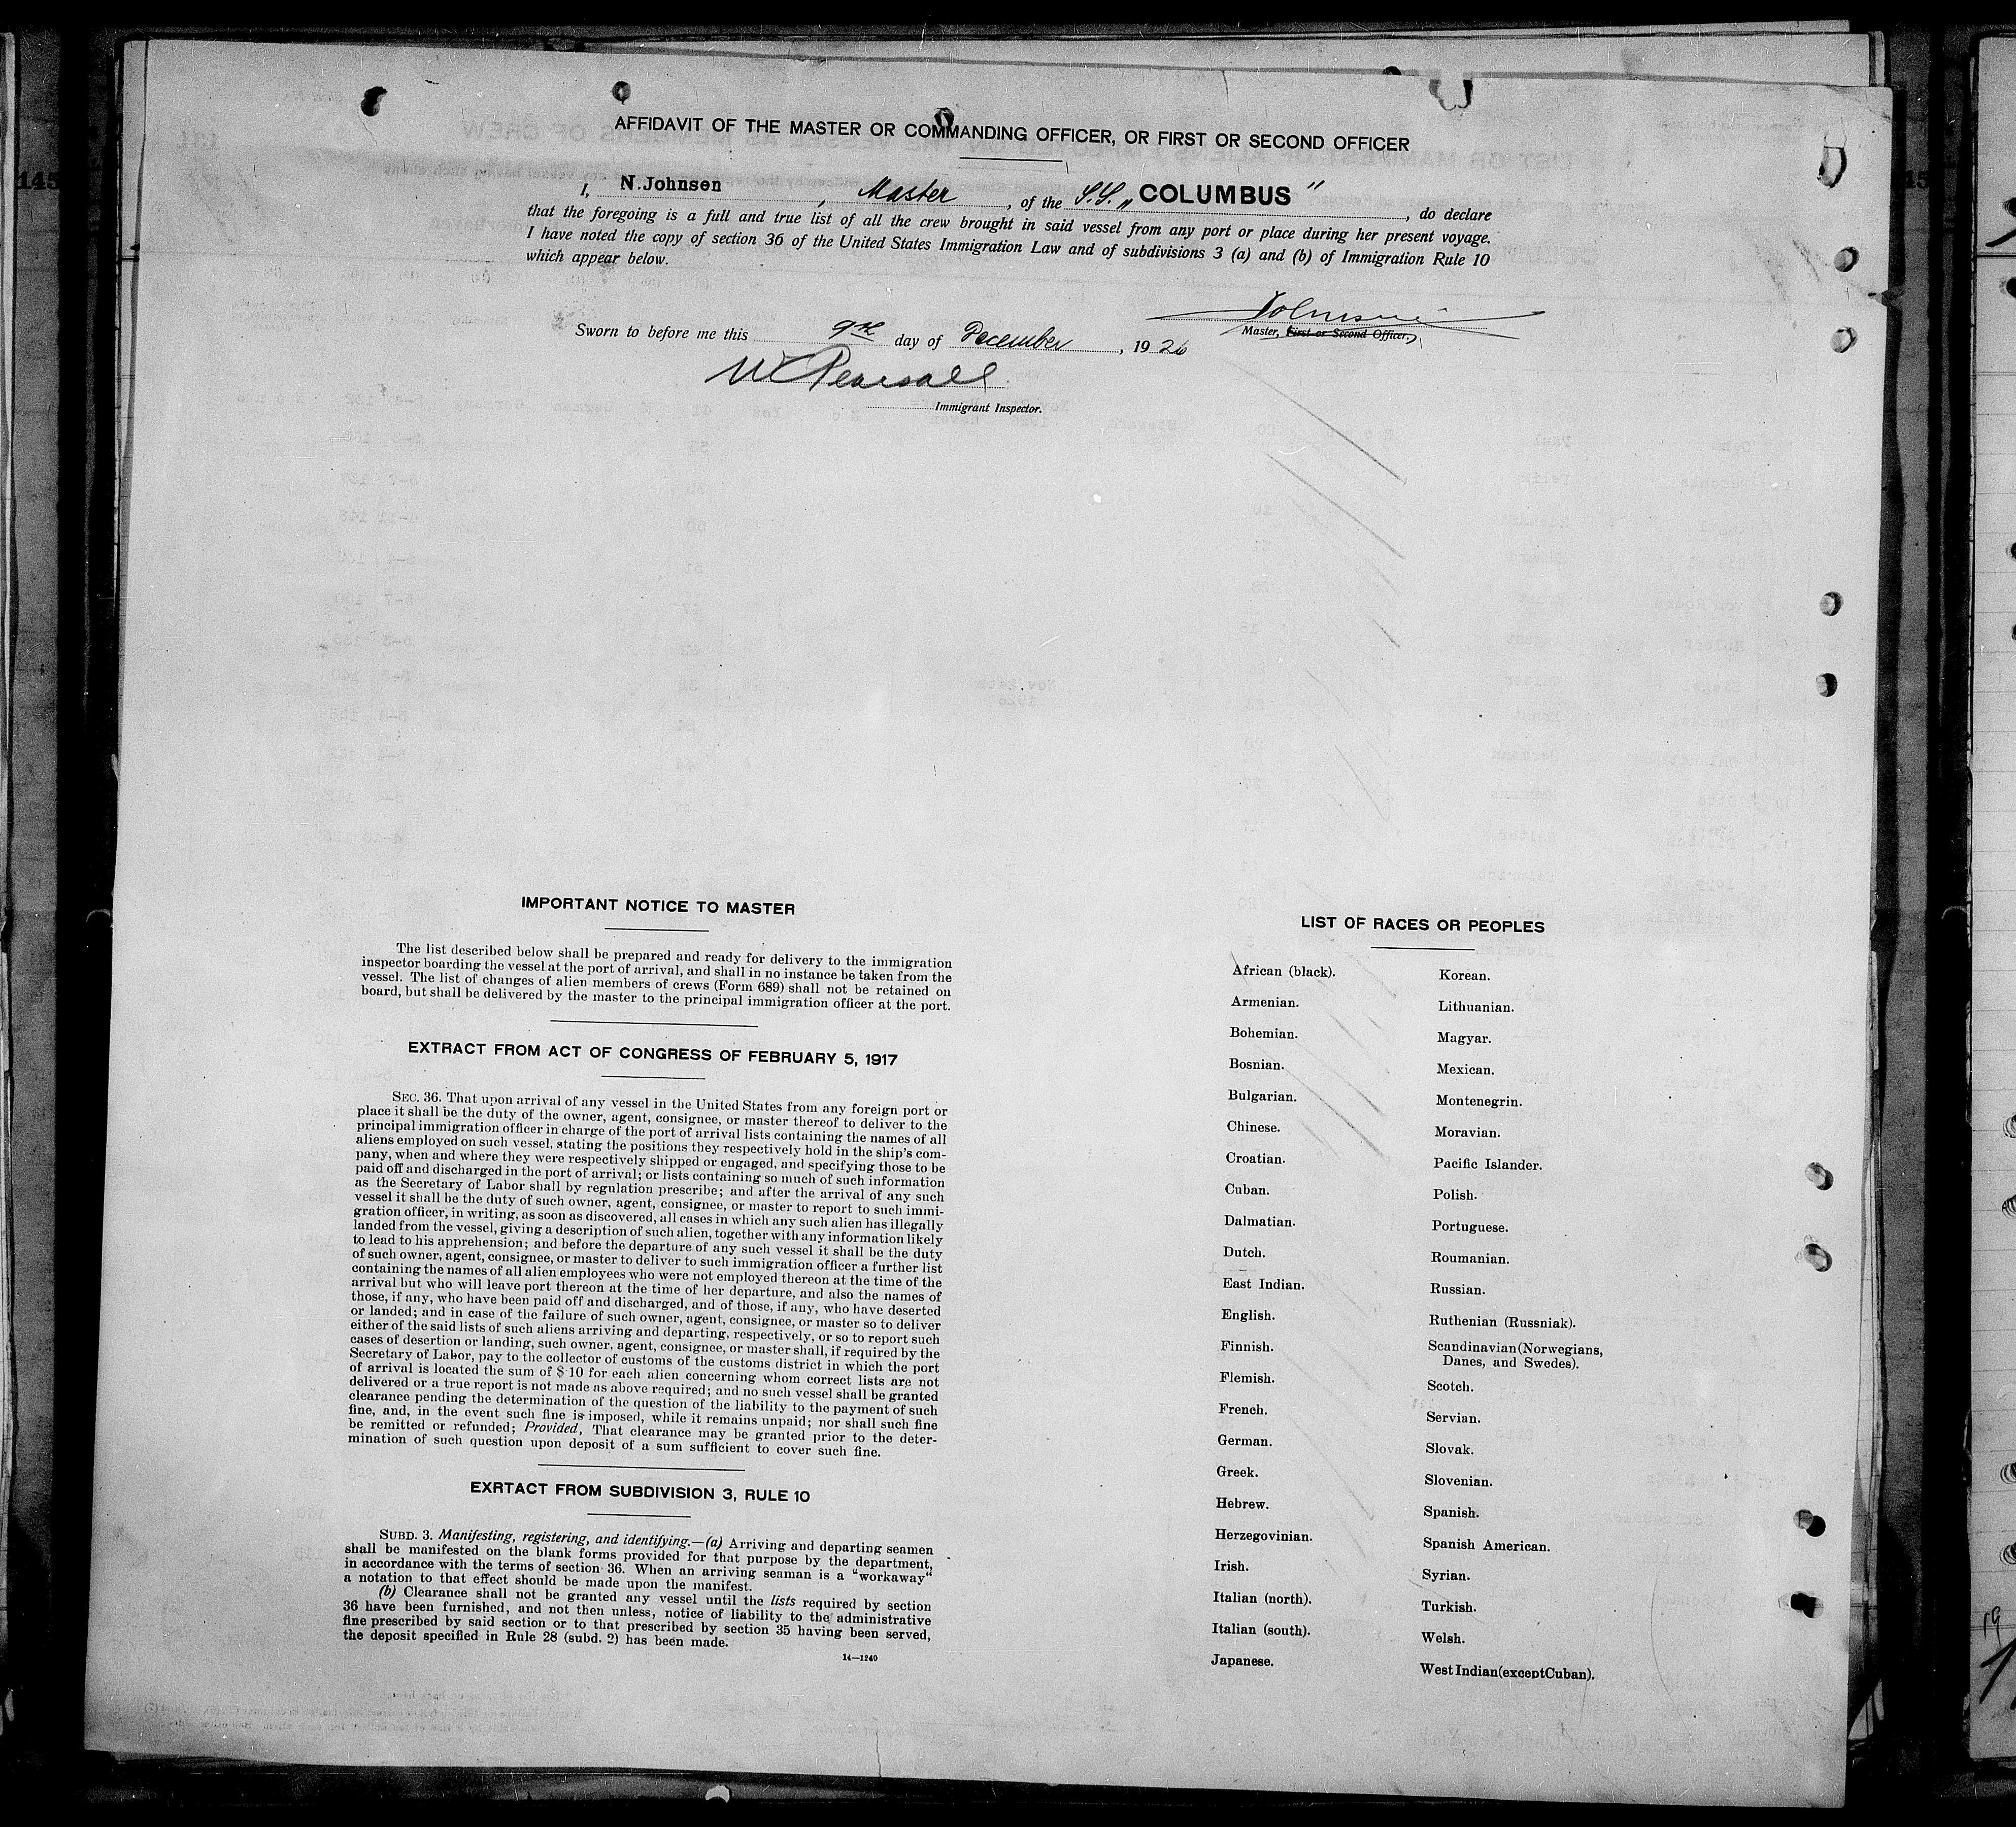 145
AFFIDAVIT OF THE MASTER OR COMMANDING OFFICER, OR FIRST OR SECOND OFFICER
I, N. Johnsen, Master, of the S.S. „COLUMBUS", do declare
that the foregoing is a full and true list of all the crew brought in said vessel from any port or place during her present voyage.
I have noted the copy of section 36 of the United States Immigration Law and of subdivisions 3 (a) and (b) of Immigration Rule 10
which appear below.
Johnsen
Master, First or Second Officer.
Sworn to before me this 9th day of December, 1926
W C Pearsall
Immigrant Inspector.
IMPORTANT NOTICE TO MASTER
The list described below shall be prepared and ready for delivery to the immigration
inspector boarding the vessel at the port of arrival, and shall in no instance be taken from the
vessel. The list of changes of alien members of crews (Form 689) shall not be retained on
board, but shall be delivered by the master to the principal immigration officer at the port.
EXTRACT FROM ACT OF CONGRESS OF FEBRUARY 5, 1917
SEC. 36. That upon arrival of any vessel in the United States from any foreign port or
place it shall be the duty of the owner, agent, consignee, or master thereof to deliver to the
principal immigration officer in charge of the port of arrival lists containing the names of all
aliens employed on such vessel, stating the positions they respectively hold in the ship's com-
pany, when and where they were respectively shipped or engaged, and specifying those to be
paid off and discharged in the port of arrival; or lists containing so much of such information
as the Secretary of Labor shall by regulation prescribe; and after the arrival of any such
vessel it shall be the duty of such owner, agent, consignee, or master to report to such immi-
gration officer, in writing, as soon as discovered, all cases in which any such alien has illegally
landed from the vessel, giving a description of such alien, together with any information likely
to lead to his apprehension; and before the departure of any such vessel it shall be the duty
of such owner, agent, consignee, or master to deliver to such immigration officer a further list
containing the names of all alien employees who were not employed thereon at the time of the
arrival but who will leave port thereon at the time of her departure, and also the names of
those, if any, who have been paid off and discharged, and of those, if any, who have deserted
or landed; and in case of the failure of such owner, agent, consignee, or master so to deliver
either of the said lists of such aliens arriving and departing, respectively, or so to report such
cases of desertion or landing, such owner, agent, consignee, or master shall, if required by the
Secretary of Labor, pay to the collector of customs of the customs district in which the port
of arrival is located the sum of $10 for each alien concerning whom correct lists are not
delivered or a true report is not made as above required; and no such vessel shall be granted
clearance pending the determination of the question of the liability to the payment of such
fine, and, in the event such fine is imposed, while it remains unpaid; nor shall such fine
be remitted or refunded; Provided, That clearance may be granted prior to the deter-
mination of such question upon deposit of a sum sufficient to cover such fine.
EXRTACT FROM SUBDIVISION 3, RULE 10
SUBD. 3. Manifesting, registering, and identifying.—(a) Arriving and departing seamen
shall be manifested on the blank forms provided for that purpose by the department,
in accordance with the terms of section 36. When an arriving seaman is a "workaway"
a notation to that effect should be made upon the manifest.
(b) Clearance shall not be granted any vessel until the lists required by section
36 have been furnished, and not then unless, notice of liability to the administrative
fine prescribed by said section or to that prescribed by section 35 having been served,
the deposit specified in Rule 28 (subd. 2) has been made.
14—1240
LIST OF RACES OR PEOPLES
African (black).
Armenian.
Bohemian.
Bosnian.
Bulgarian.
Chinese.
Croatian.
Cuban.
Dalmatian.
Dutch.
East Indian.
English.
Finnish.
Flemish.
French.
German.
Greek.
Hebrew.
Herzegovinian.
Irish.
Italian (north).
Italian (south).
Japanese.
Korean.
Lithuanian.
Magyar.
Mexican.
Montenegrin.
Moravian.
Pacific Islander.
Polish.
Portuguese.
Roumanian.
Russian.
Ruthenian (Russniak).
Scandinavian (Norwegians,
Danes, and Swedes).
Scotch.
Servian.
Slovak.
Slovenian.
Spanish.
Spanish American.
Syrian.
Turkish.
Welsh.
West Indian (except Cuban).